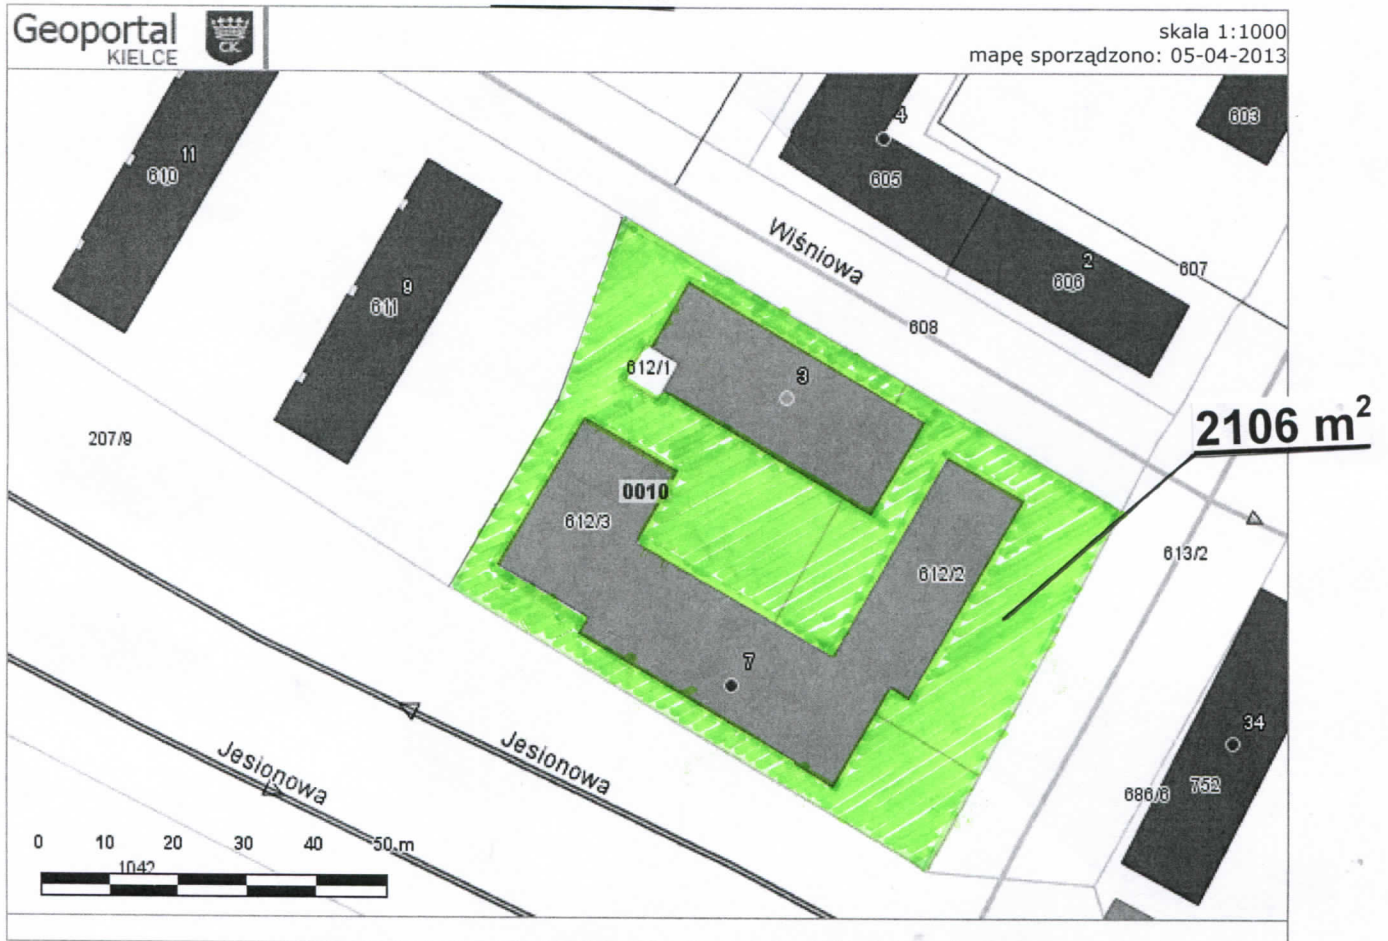 Geoportal
KIELCE
CK
skala 1:1000
mapę sporządzono: 05-04-2013
11
610
9
611
4
605
603
Wiśniowa
2
606
607
608
612/1
3
2106 m²
207/9
0010
612/3
612/2
613/2
7
34
752
686/6
Jesionowa
Jesionowa
0 10 20 30 40 50 m
1042